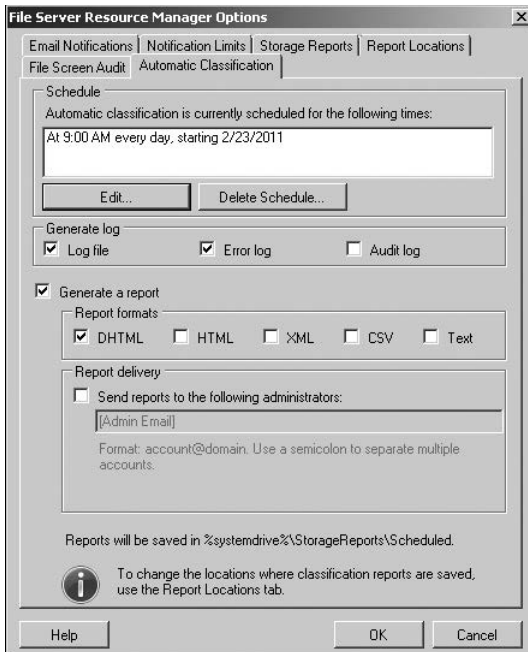 File Server Resource Manager Options
Email Notifications Notification Limits Storage Reports Report Locations
File Screen Audit Automatic Classification
Schedule
Automatic classification is currently scheduled for the following times:
At 9:00 AM every day, starting 2/23/2011
Edit... Delete Schedule...
Generate log
Log file Error log Audit log
Generate a report
Report formats
DHTML HTML XML CSV Text
Report delivery
Send reports to the following administrators:
[Admin Email]
Format: account@domain. Use a semicolon to separate multiple
accounts.
Reports will be saved in %systemdrive%\StorageReports\Scheduled.
To change the locations where classification reports are saved,
use the Report Locations tab.
Help OK Cancel